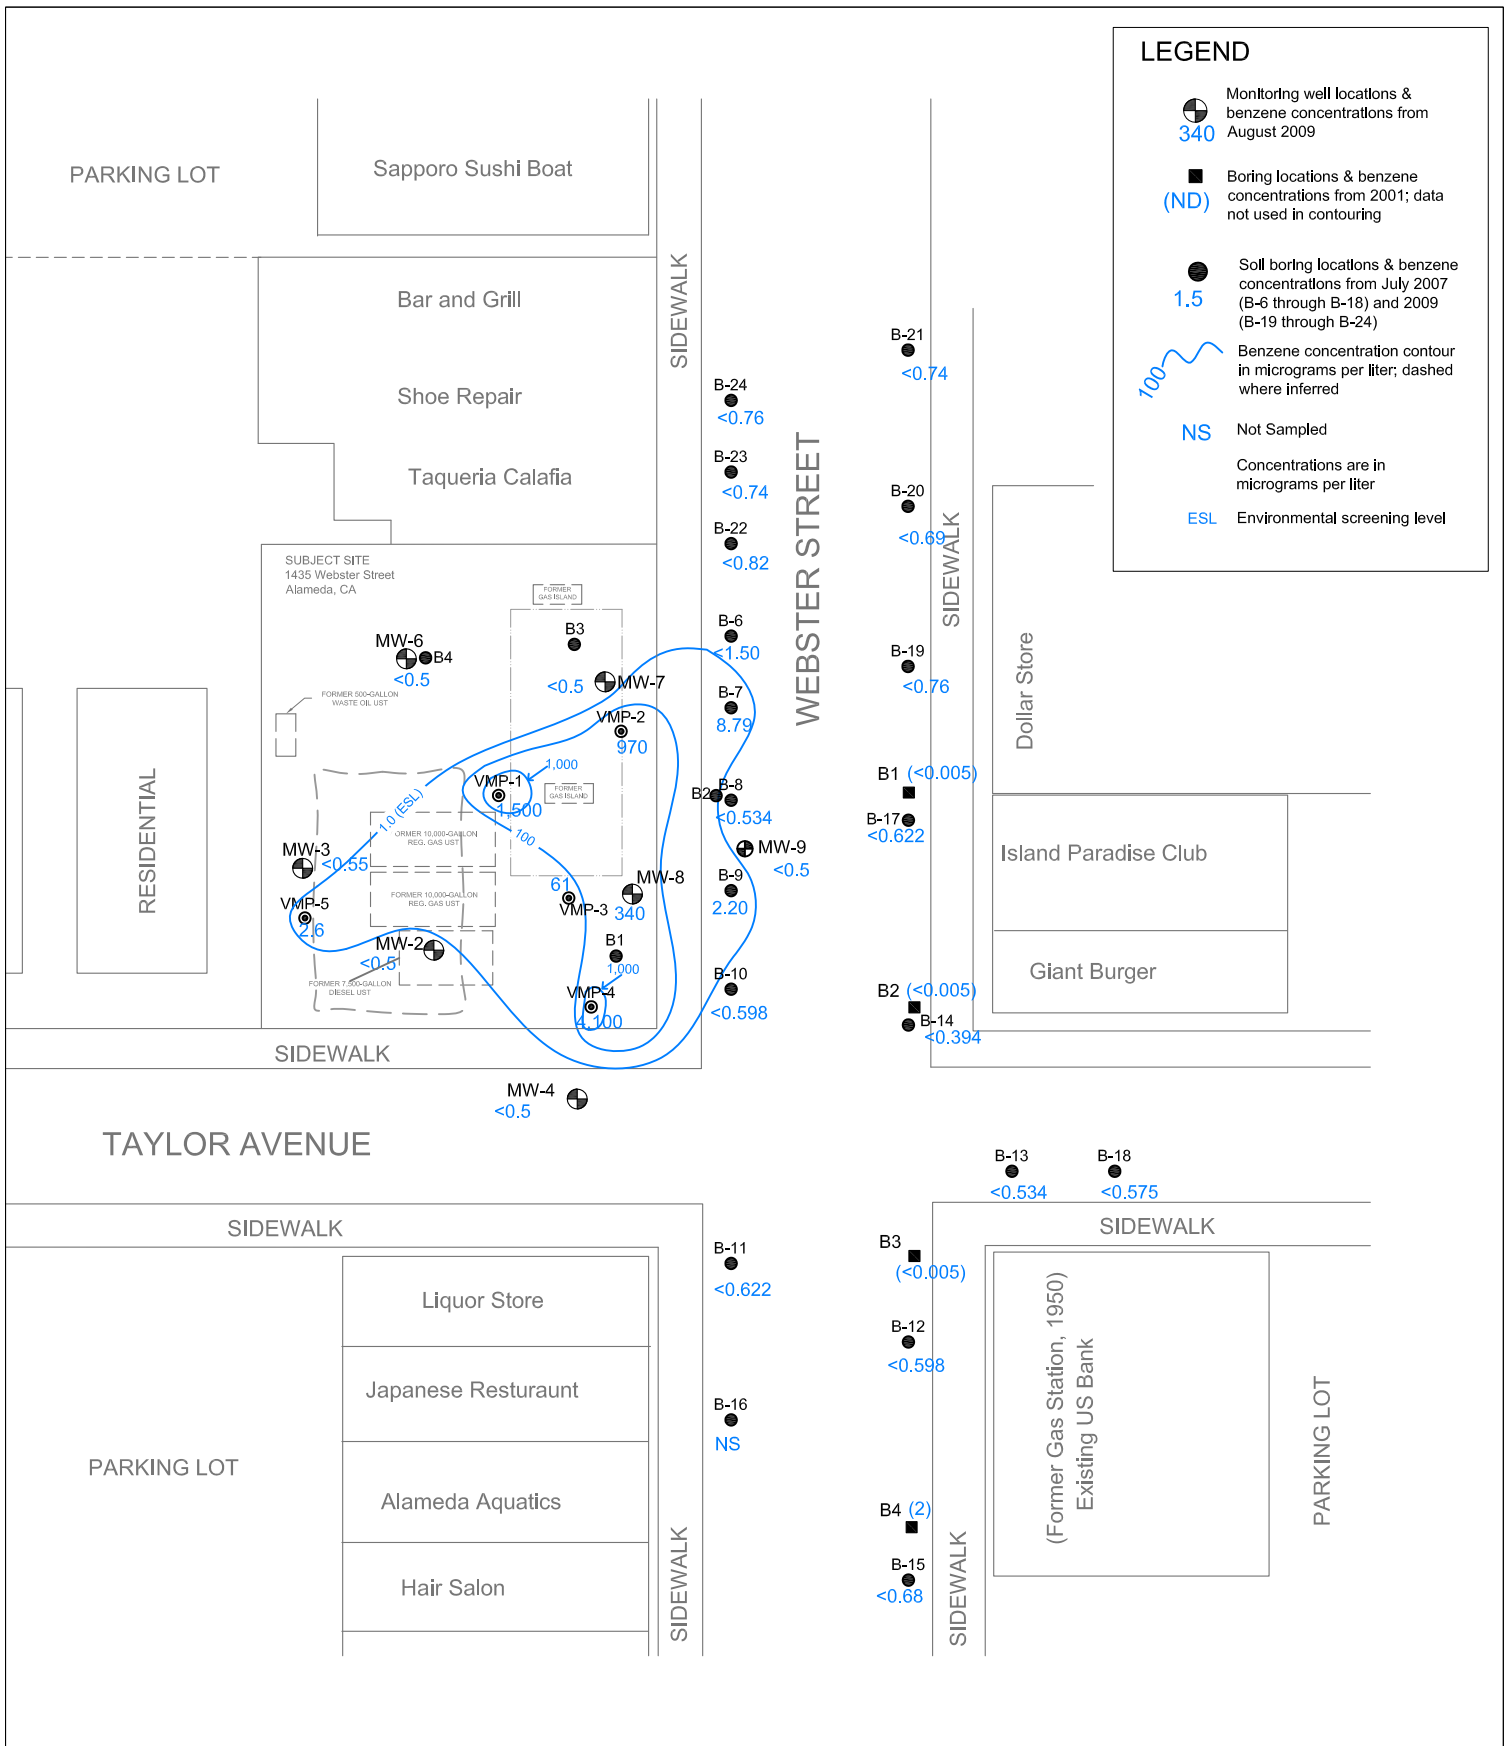 LEGEND
Monitoring well locations &
benzene concentrations from
August 2009
340
Boring locations & benzene
concentrations from 2001; data
not used in contouring
(ND)
Soil boring locations & benzene
concentrations from July 2007
(B-6 through B-18) and 2009
(B-19 through B-24)
1.5
Benzene concentration contour
in micrograms per liter; dashed
where inferred
100
NS Not Sampled
Concentrations are in
micrograms per liter
ESL Environmental screening level
PARKING LOT
Sapporo Sushi Boat
Bar and Grill
Shoe Repair
Taqueria Calafia
SIDEWALK
WEBSTER STREET
SIDEWALK
B-21
<0.74
B-24
<0.76
B-23
<0.74
B-20
<0.69
B-22
<0.82
SUBJECT SITE
1435 Webster Street
Alameda, CA
FORMER
GAS ISLAND
B3
MW-6
B4
<0.5
<0.5
MW-7
B-6
<1.50
B-19
<0.76
FORMER 500-GALLON
WASTE OIL UST
B-7
8.79
VMP-2
970
Dollar Store
RESIDENTIAL
VMP-1
1,500
1,000
FORMER
GAS ISLAND
B2
B-8
<0.534
B1 (<0.005)
B-17
<0.622
1.0 (ESL)
100
FORMER 10,000-GALLON
REG. GAS UST
MW-3
<0.55
MW-9
<0.5
Island Paradise Club
FORMER 10,000-GALLON
REG. GAS UST
61
VMP-3
MW-8
340
B-9
2.20
VMP-5
2.6
MW-2
<0.5
B1
1,000
FORMER 7,500-GALLON
DIESEL UST
VMP-4
4,100
B-10
<0.598
Giant Burger
B2 (<0.005)
B-14
<0.394
SIDEWALK
MW-4
<0.5
TAYLOR AVENUE
B-13
<0.534
B-18
<0.575
SIDEWALK
SIDEWALK
B-11
<0.622
B3
(<0.005)
Liquor Store
B-12
<0.598
Japanese Resturaunt
B-16
NS
(Former Gas Station, 1950)
Existing US Bank
PARKING LOT
PARKING LOT
Alameda Aquatics
B4 (2)
B-15
<0.68
Hair Salon
SIDEWALK
SIDEWALK